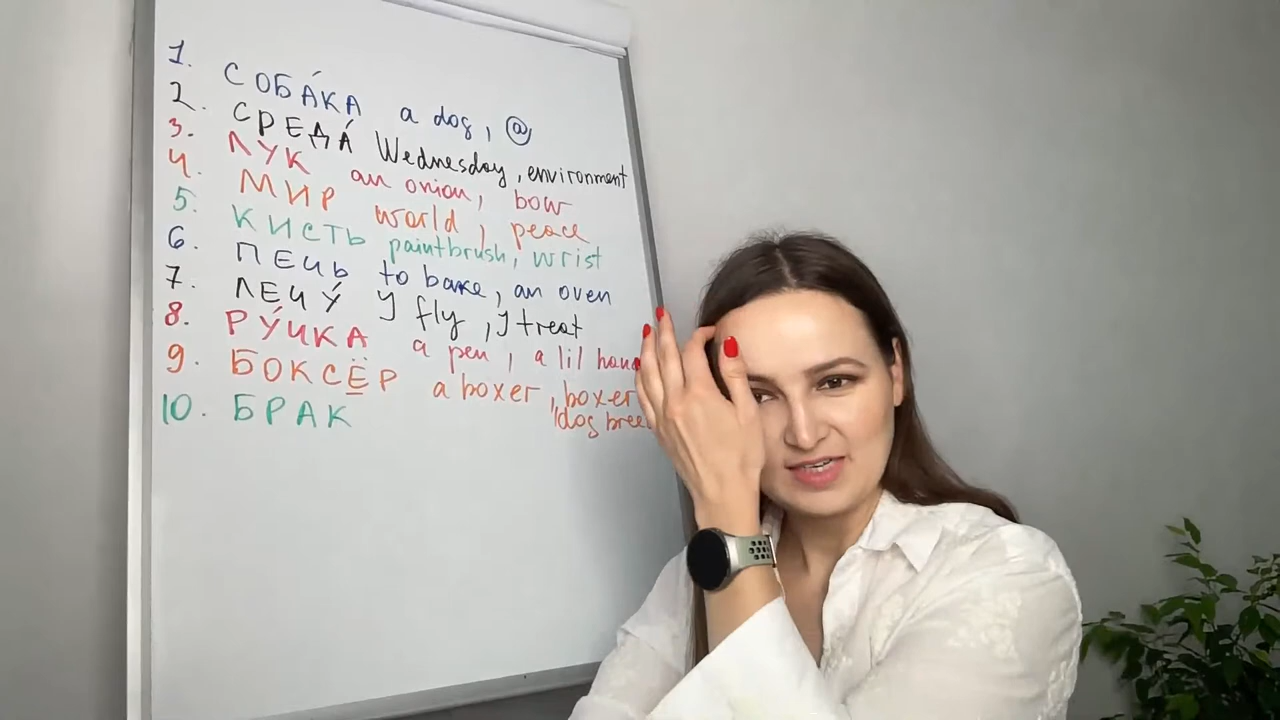 1. СОБА́КА a dog, @
2. СРЕДА́ Wednesday, environment
3. ЛУК an onion, bow
4. МИР world, peace
5. КИСТЬ paintbrush, wrist
6. ПЕЧЬ to bake, an oven
7. ЛЕЧУ́ I fly, I treat
8. РУ́ЧКА a pen, a lil
9. БОКСЁР a boxer, boxer
dog
10. БРАК